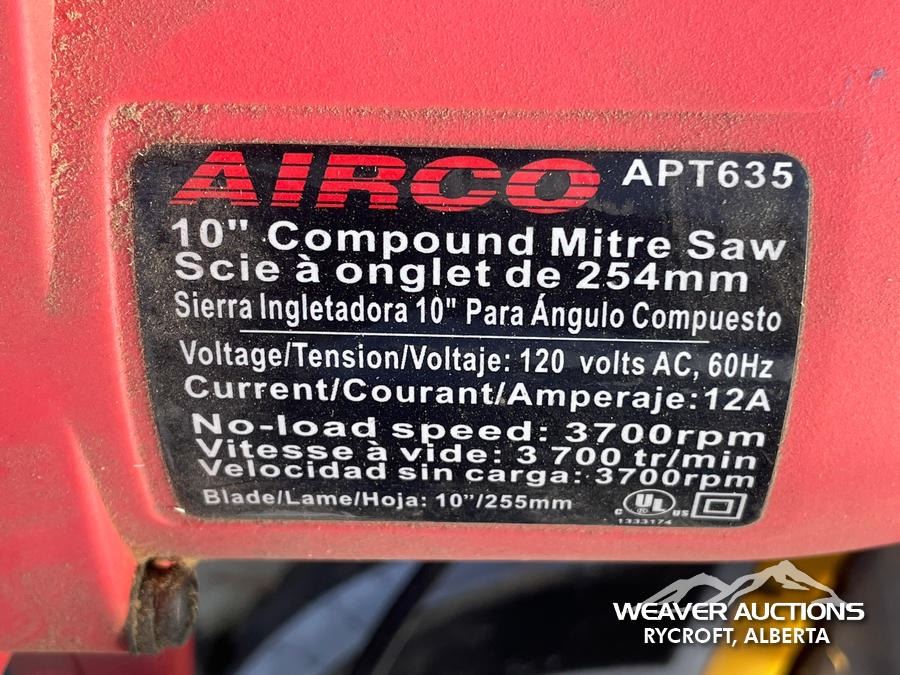 AIRCO APT635
10" Compound Mitre Saw
Scie à onglet de 254mm
Sierra Ingletadora 10" Para Ángulo Compuesto
Voltage/Tension/Voltaje: 120 volts AC, 60Hz
Current/Courant/Amperaje:12A
No-load speed: 3700rpm
Vitesse à vide: 3 700 tr/min
Velocidad sin carga: 3700rpm
Blade/Lame/Hoja: 10"/255mm
C UL US
1333174
WEAVER AUCTIONS
RYCROFT, ALBERTA